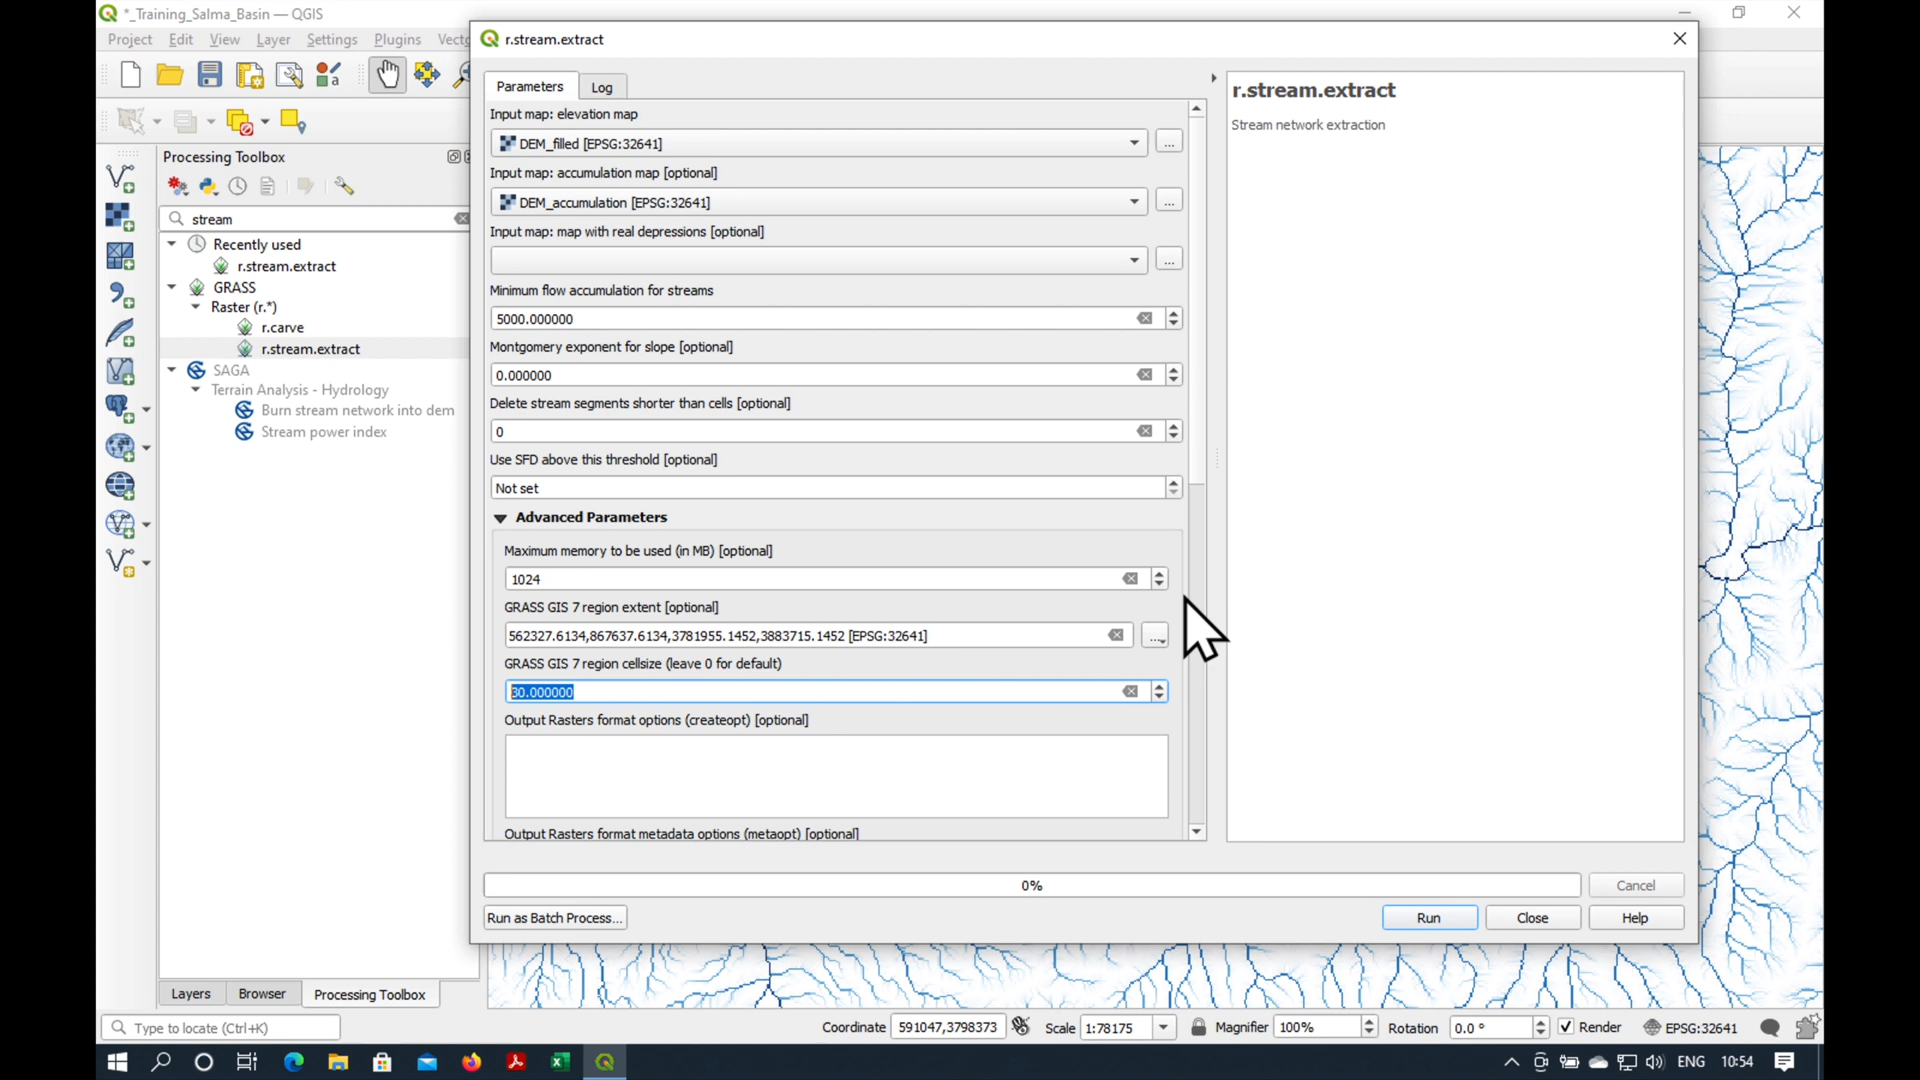 *_Training_Salma_Basin — QGIS
Project Edit View Layer Settings Plugins Vect
r.stream.extract
Parameters Log
Input map: elevation map
DEM_filled [EPSG:32641]
...
Input map: accumulation map [optional]
DEM_accumulation [EPSG:32641]
...
Input map: map with real depressions [optional]
...
Minimum flow accumulation for streams
5000.000000
Montgomery exponent for slope [optional]
0.000000
Delete stream segments shorter than cells [optional]
0
Use SFD above this threshold [optional]
Not set
Advanced Parameters
Maximum memory to be used (in MB) [optional]
1024
GRASS GIS 7 region extent [optional]
562327.6134,867637.6134,3781955.1452,3883715.1452 [EPSG:32641]
...
GRASS GIS 7 region cellsize (leave 0 for default)
30.000000
Output Rasters format options (createopt) [optional]
Output Rasters format metadata options (metaopt) [optional]
r.stream.extract
Stream network extraction
0%
Cancel
Run as Batch Process...
Run
Close
Help
Processing Toolbox
stream
Recently used
r.stream.extract
GRASS
Raster (r.*)
r.carve
r.stream.extract
SAGA
Terrain Analysis - Hydrology
Burn stream network into dem
Stream power index
Layers Browser Processing Toolbox
Type to locate (Ctrl+K)
Coordinate 591047,3798373 Scale 1:78175 Magnifier 100% Rotation 0.0 ° Render EPSG:32641
ENG 10:54